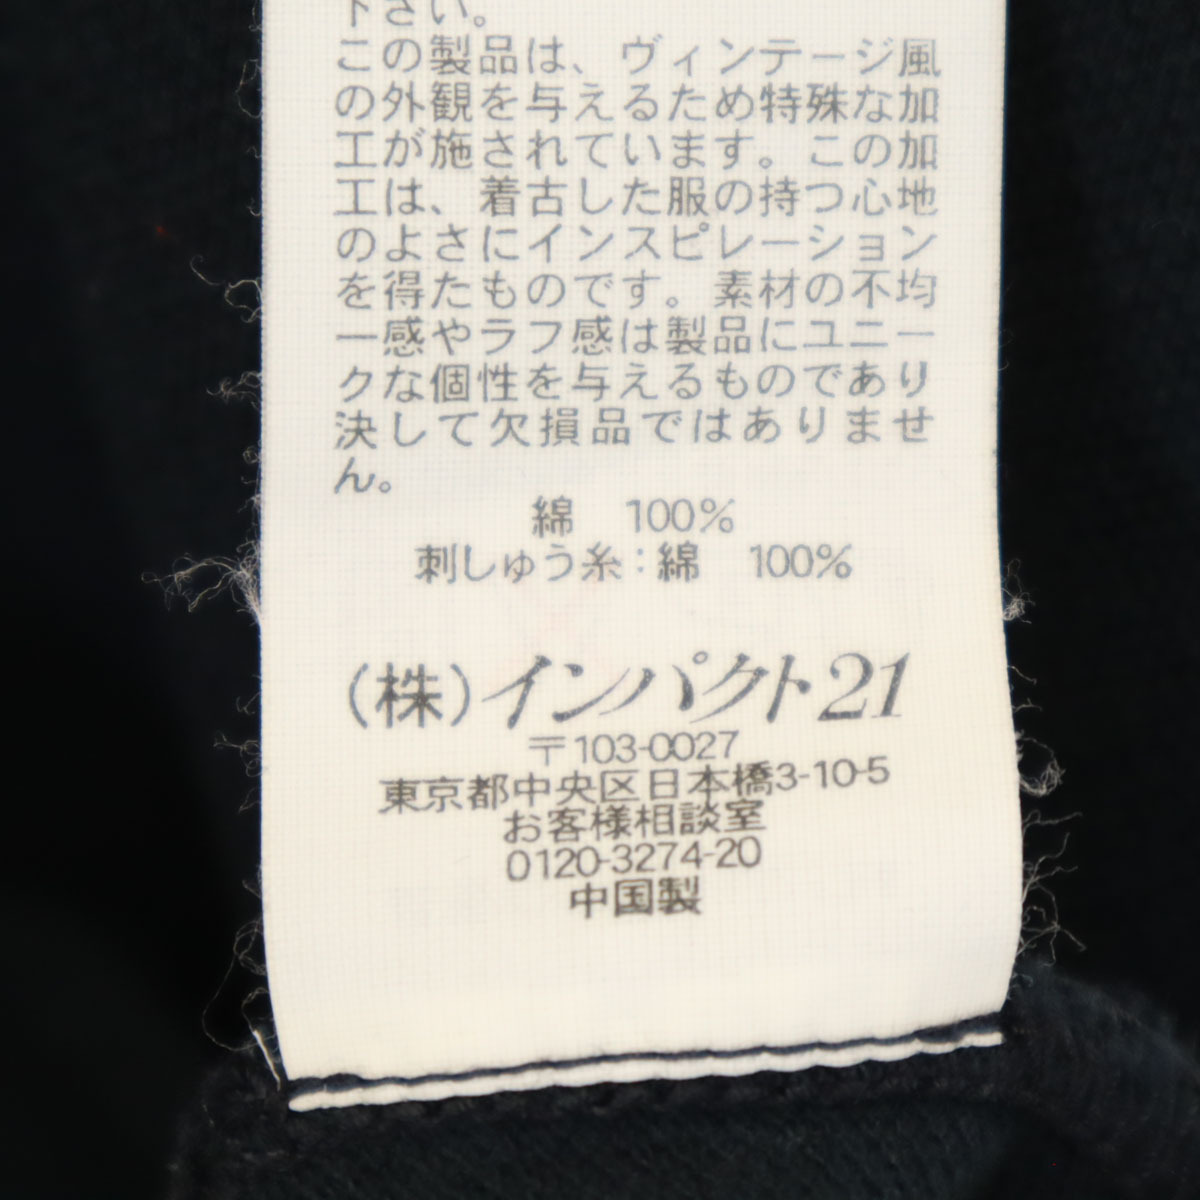 下さい。
この製品は、ヴィンテージ風
の外観を与えるため特殊な加
工が施されています。この加
工は、着古した服の持つ心地
のよさにインスピレーション
を得たものです。素材の不均
一感やラフ感は製品にユニー
クな個性を与えるものであり
決して欠損品ではありませ
ん。
綿　100%
刺しゅう糸：綿　100%
（株）インパクト21
〒103-0027
東京都中央区日本橋3-10-5
お客様相談室
0120-3274-20
中国製